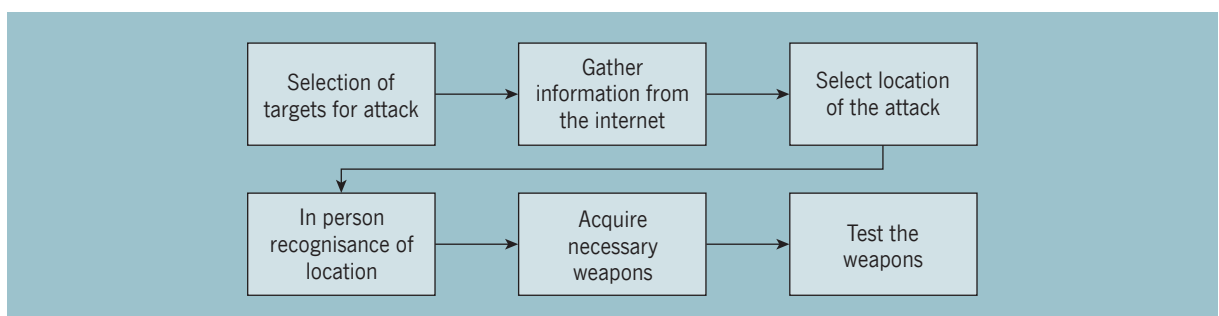 Selection of
targets for attack
Gather
information from
the internet
Select location
of the attack
In person
recognisance of
location
Acquire
necessary
weapons
Test the
weapons